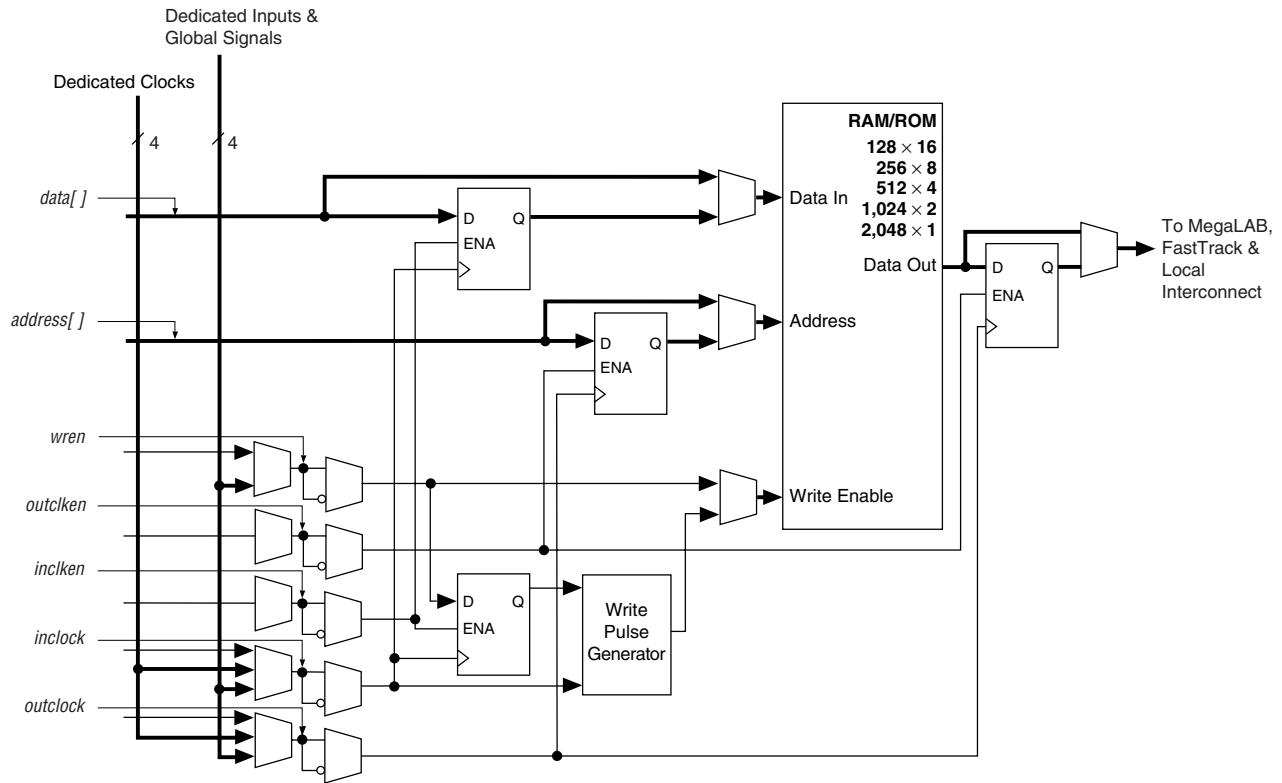 Dedicated Inputs &
Global Signals
Dedicated Clocks
4
4
RAM/ROM
128 × 16
256 × 8
512 × 4
1,024 × 2
2,048 × 1
data[ ]
D
Q
ENA
Data In
Data Out
D
Q
ENA
To MegaLAB,
FastTrack &
Local
Interconnect
address[ ]
D
Q
ENA
Address
wren
Write Enable
outclken
inclken
D
Q
ENA
Write
Pulse
Generator
inclock
outclock